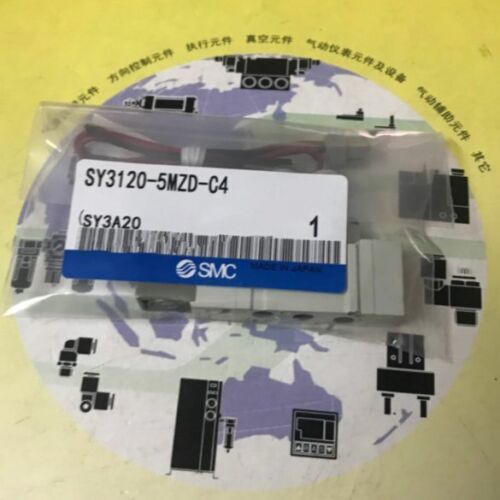 方向控制元件 执行元件 真空元件 气动仪表元件及设备 气动辅助元件 其它
SY3120-5MZD-C4
(SY3A20 1
SMC MADE IN JAPAN
SMC